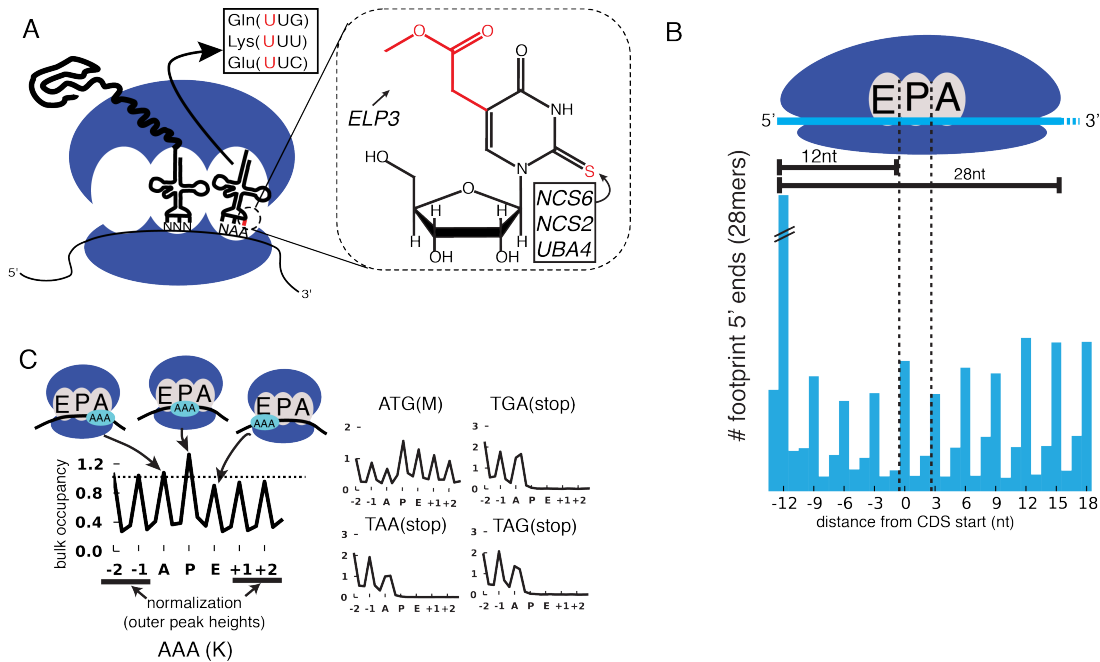 A
Gln(UUG)
Lys(UUU)
Glu(UUC)
NNN
NAA
5'
3'
O
O
O
ELP3
NH
N
S
HO
O
H
H
H
H
OH
OH
NCS6
NCS2
UBA4
B
E P A
5'
3'
12nt
28nt
# footprint 5' ends (28mers)
-12 -9 -6 -3 0 3 6 9 12 15 18
distance from CDS start (nt)
C
E P A
AAA
E P A
AAA
E P A
AAA
bulk occupancy
1.2
0.8
0.4
0.0
-2 -1 A P E +1 +2
normalization
(outer peak heights)
AAA (K)
ATG(M)
2
1
0
-2 -1 A P E +1 +2
TGA(stop)
3
2
1
0
-2 -1 A P E +1 +2
TAA(stop)
3
2
1
0
-2 -1 A P E +1 +2
TAG(stop)
3
2
1
0
-2 -1 A P E +1 +2